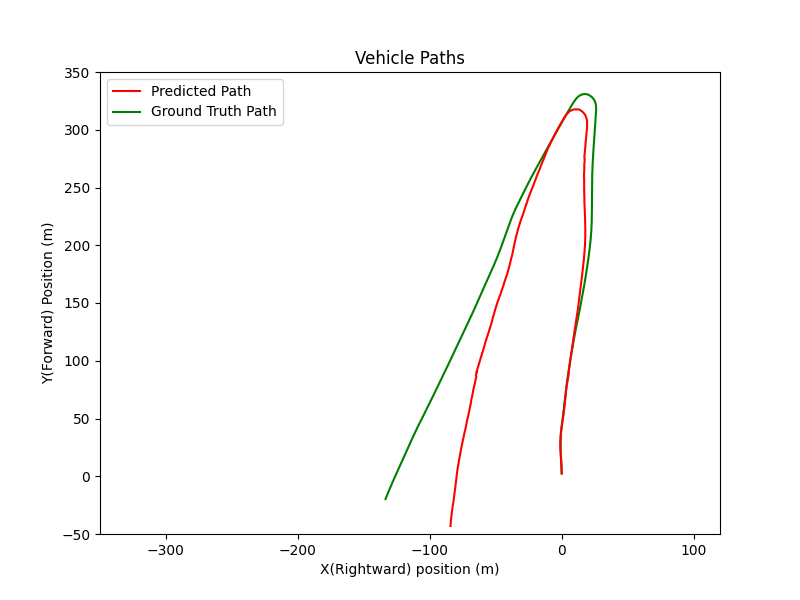 Vehicle Paths
Predicted Path
Ground Truth Path
350
300
250
200
150
100
50
0
−50
Y(Forward) Position (m)
−300
−200
−100
0
100
X(Rightward) position (m)